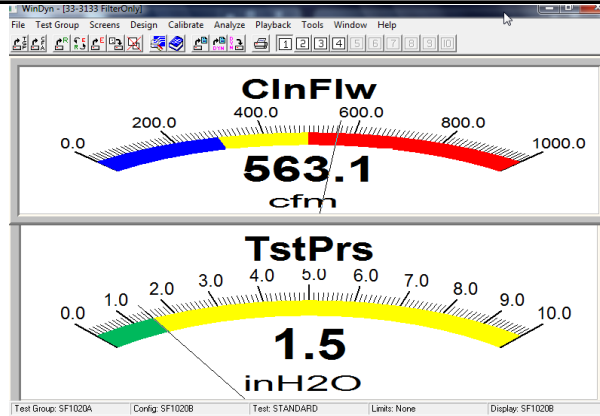 WinDyn - [33-3133 FilterOnly]
File Test Group Screens Design Calibrate Analyze Playback Tools Window Help
1 2 3 4 5 6 7 8 9 10
ClnFlw
0.0 200.0 400.0 600.0 800.0 1000.0
563.1
cfm
TstPrs
0.0 1.0 2.0 3.0 4.0 5.0 6.0 7.0 8.0 9.0 10.0
1.5
inH2O
Test Group: SF1020A Config: SF1020B Test: STANDARD Limits: None Display: SF1020B